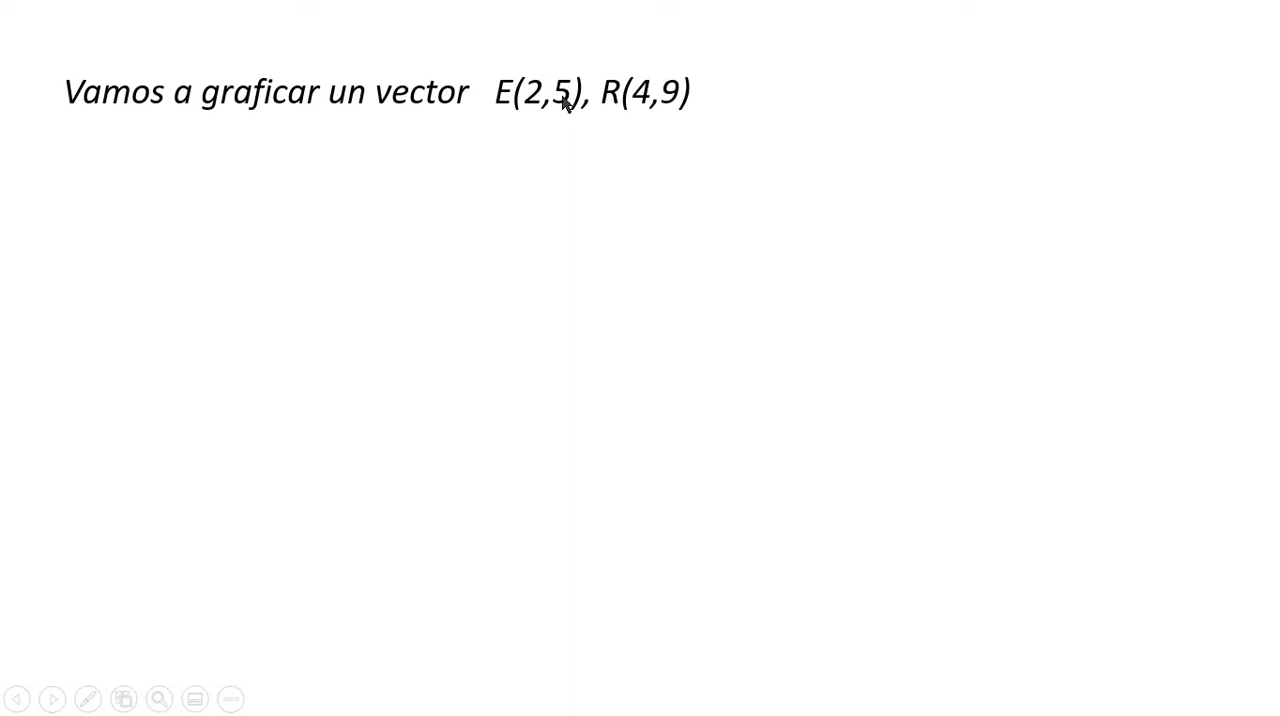 Vamos a graficar un vector E(2,5), R(4,9)